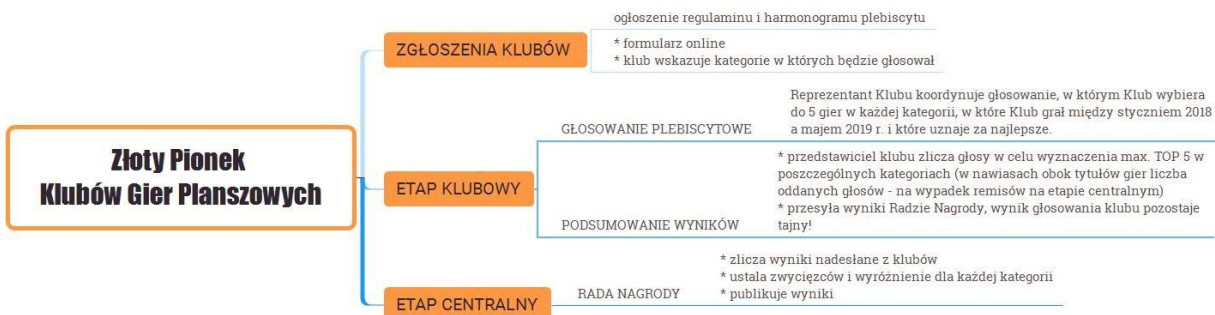 Złoty Pionek
Klubów Gier Planszowych
ZGŁOSZENIA KLUBÓW
ogłoszenie regulaminu i harmonogramu plebiscytu
* formularz online
* klub wskazuje kategorie w których będzie głosował
ETAP KLUBOWY
GŁOSOWANIE PLEBISCYTOWE
Reprezentant Klubu koordynuje głosowanie, w którym Klub wybiera
do 5 gier w każdej kategorii, w które Klub grał między styczniem 2018
a majem 2019 r. i które uznaje za najlepsze.
PODSUMOWANIE WYNIKÓW
* przedstawiciel klubu zlicza głosy w celu wyznaczenia max. TOP 5 w
poszczególnych kategoriach (w nawiasach obok tytułów gier liczba
oddanych głosów - na wypadek remisów na etapie centralnym)
* przesyła wyniki Radzie Nagrody, wynik głosowania klubu pozostaje
tajny!
ETAP CENTRALNY
RADA NAGRODY
* zlicza wyniki nadesłane z klubów
* ustala zwycięzców i wyróżnienie dla każdej kategorii
* publikuje wyniki